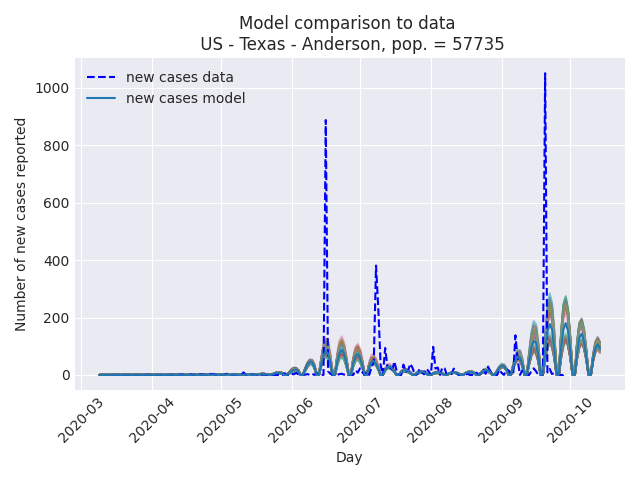 Model comparison to data
US - Texas - Anderson, pop. = 57735
new cases data
new cases model
Number of new cases reported
1000
800
600
400
200
0
2020-03
2020-04
2020-05
2020-06
2020-07
2020-08
2020-09
2020-10
Day